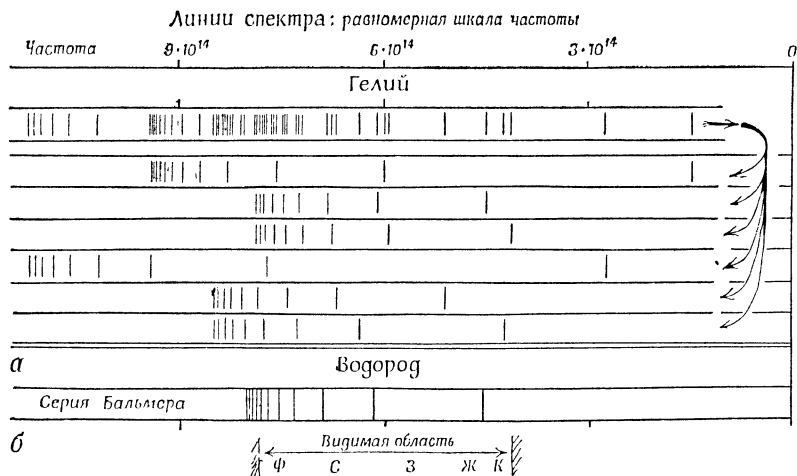 Линии спектра: равномерная шкала частоты
Частота 9·10¹⁴ 6·10¹⁴ 3·10¹⁴ 0
Гелий
а Водород
Серия Бальмера
б Видимая область
Ф С З Ж К